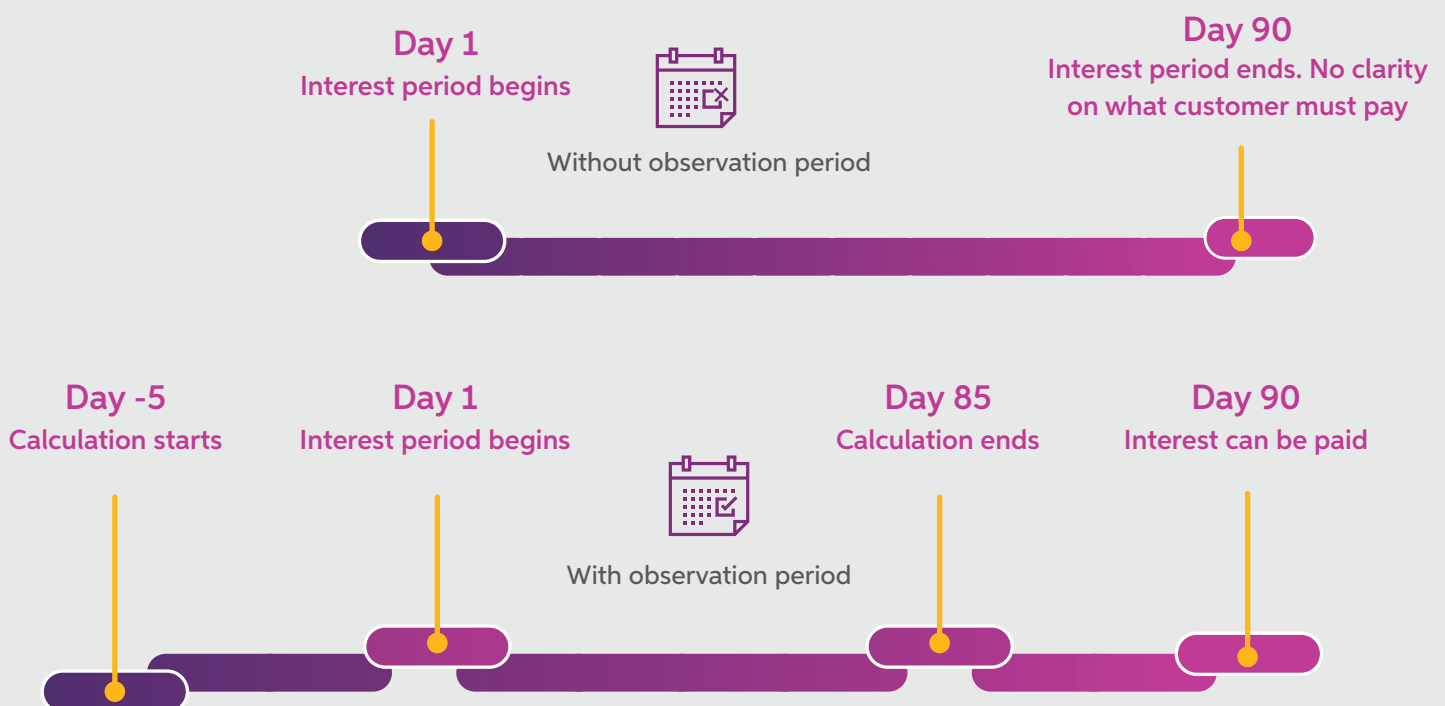 Day 1
Interest period begins
Without observation period
Day 90
Interest period ends. No clarity
on what customer must pay
Day -5
Calculation starts
Day 1
Interest period begins
With observation period
Day 85
Calculation ends
Day 90
Interest can be paid